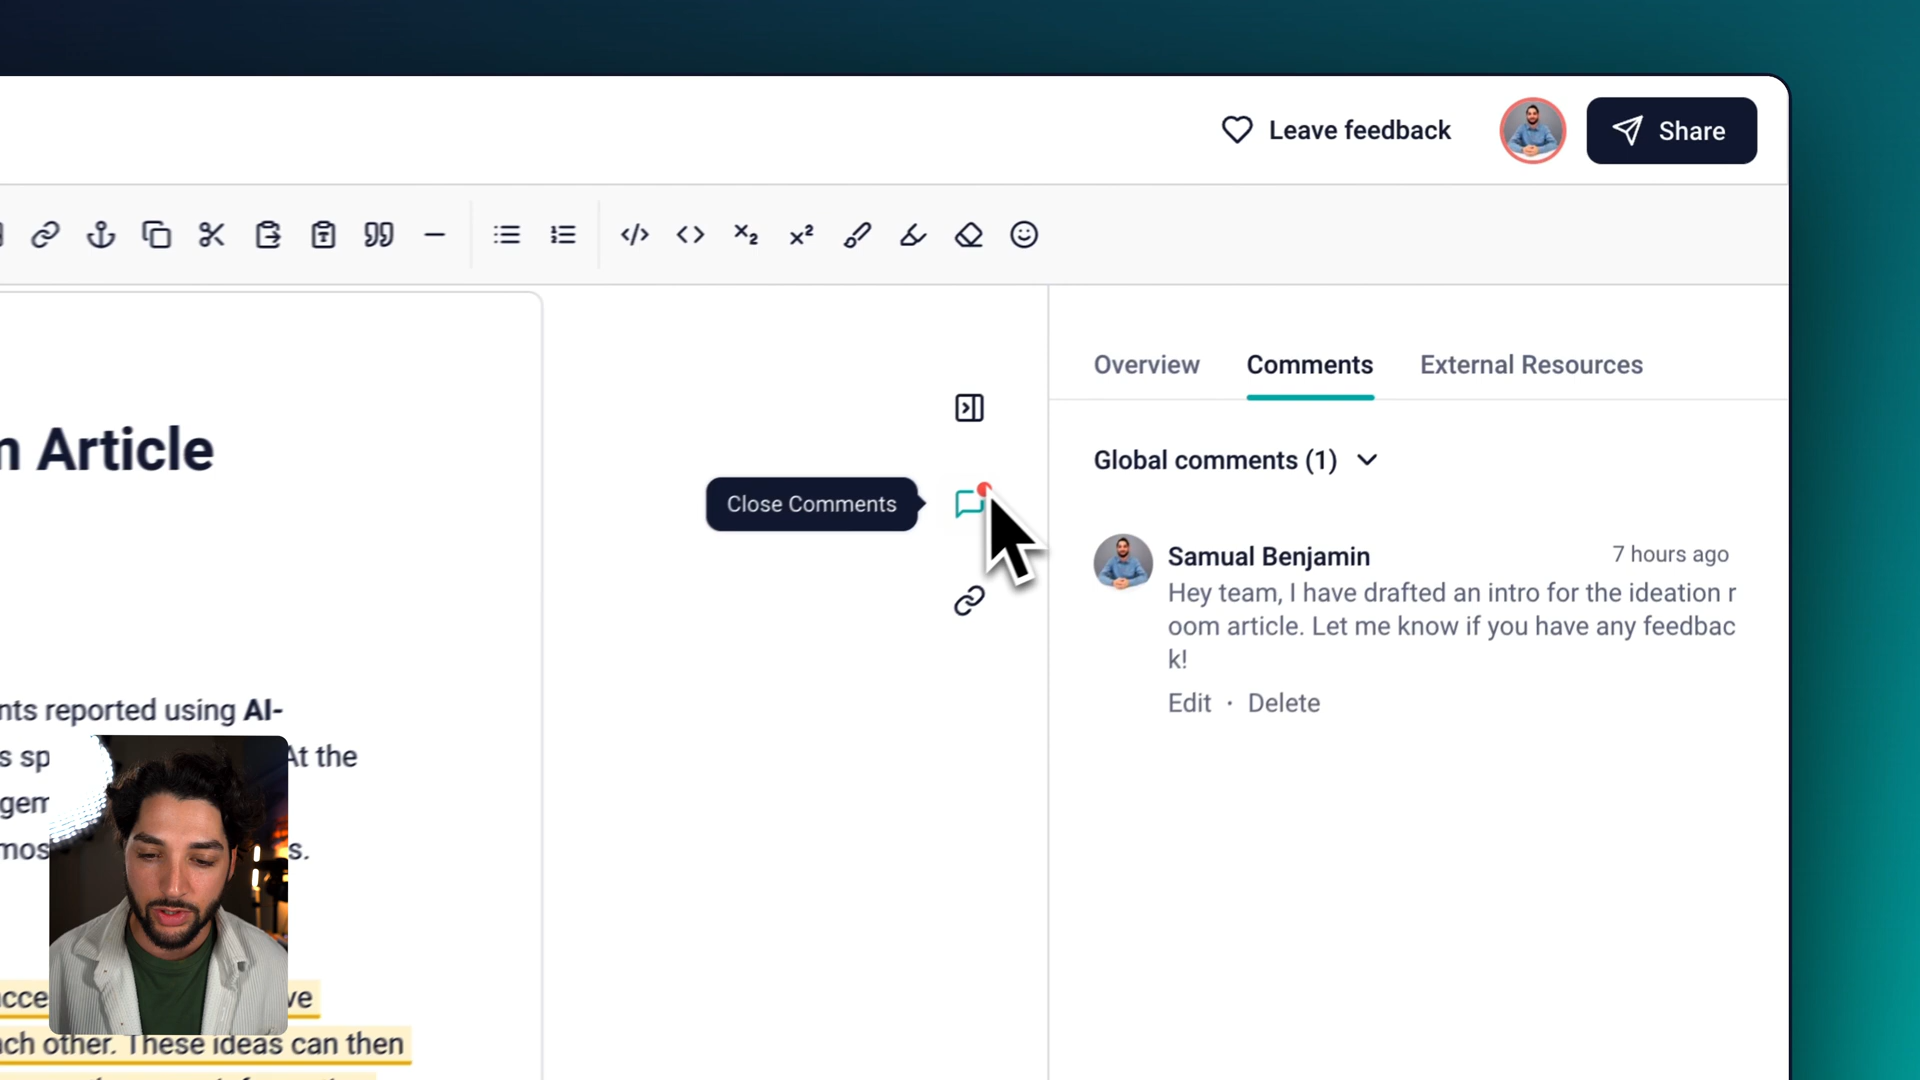 Leave feedback
Share
Overview
Comments
External Resources
Article
Global comments (1)
Close Comments
Samual Benjamin
7 hours ago
Hey team, I have drafted an intro for the ideation r
oom article. Let me know if you have any feedbac
k!
Edit · Delete
reported using AI-
At the
ch other. These ideas can then